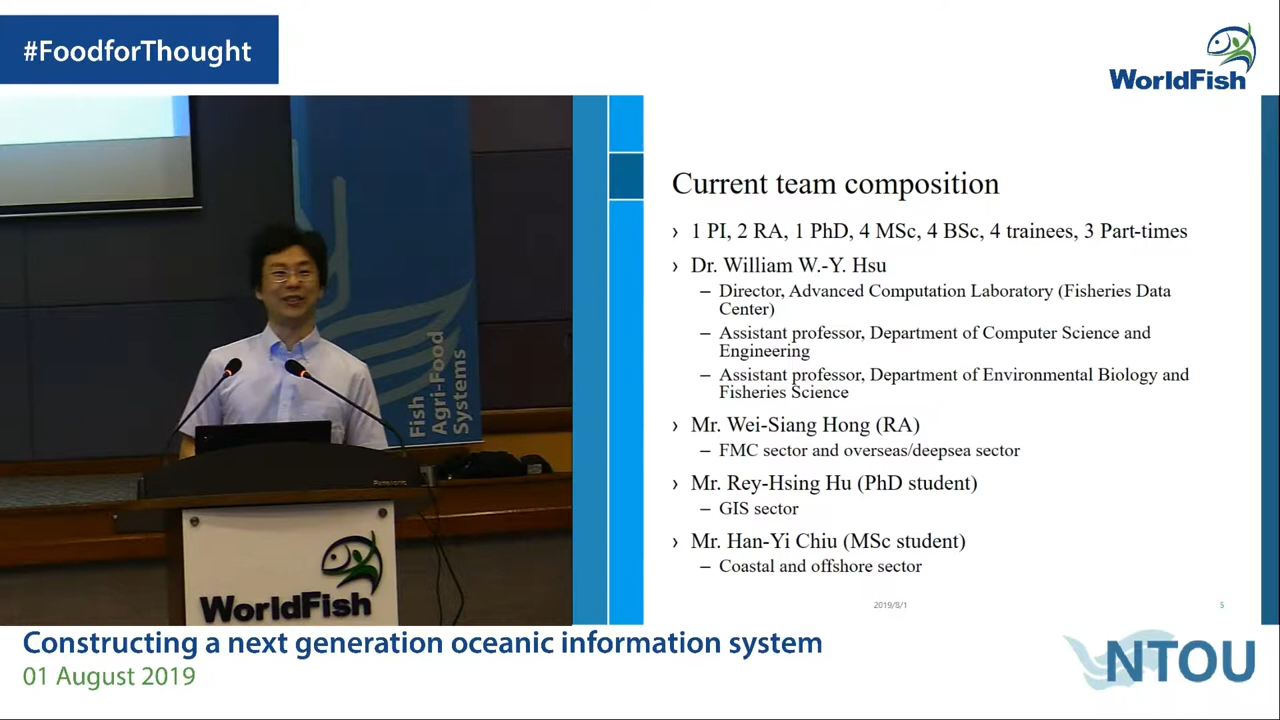 #FoodforThought
WorldFish
Fish
Agri-Food
Systems
Panasonic
WorldFish
Current team composition
› 1 PI, 2 RA, 1 PhD, 4 MSc, 4 BSc, 4 trainees, 3 Part-times
› Dr. William W.-Y. Hsu
– Director, Advanced Computation Laboratory (Fisheries Data
Center)
– Assistant professor, Department of Computer Science and
Engineering
– Assistant professor, Department of Environmental Biology and
Fisheries Science
› Mr. Wei-Siang Hong (RA)
– FMC sector and overseas/deepsea sector
› Mr. Rey-Hsing Hu (PhD student)
– GIS sector
› Mr. Han-Yi Chiu (MSc student)
– Coastal and offshore sector
2019/8/1
5
Constructing a next generation oceanic information system
01 August 2019
NTOU